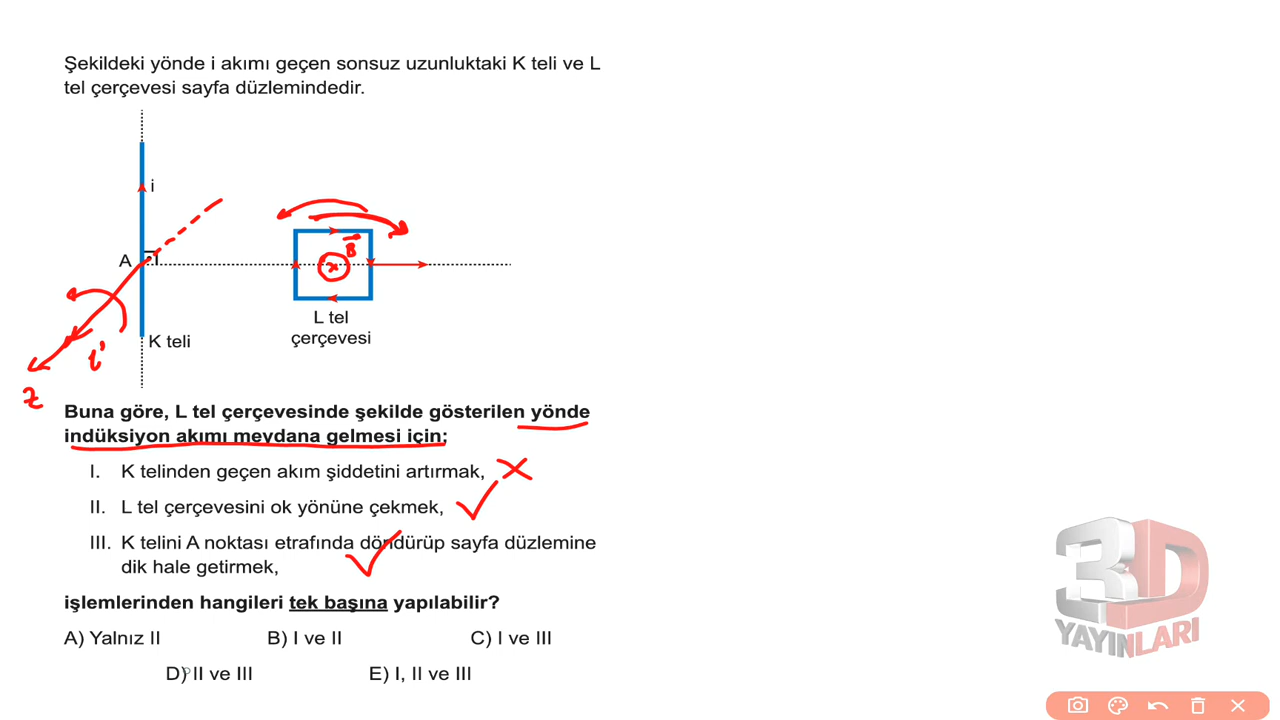 Şekildeki yönde i akımı geçen sonsuz uzunluktaki K teli ve L
tel çerçevesi sayfa düzlemindedir.
i
B
A
L tel
çerçevesi
K teli
i'
z
Buna göre, L tel çerçevesinde şekilde gösterilen yönde
indüksiyon akımı meydana gelmesi için;
I. K telinden geçen akım şiddetini artırmak,
II. L tel çerçevesini ok yönüne çekmek,
III. K telini A noktası etrafında döndürüp sayfa düzlemine
dik hale getirmek,
işlemlerinden hangileri tek başına yapılabilir?
A) Yalnız II B) I ve II C) I ve III
D) II ve III E) I, II ve III
3D
YAYINLARI